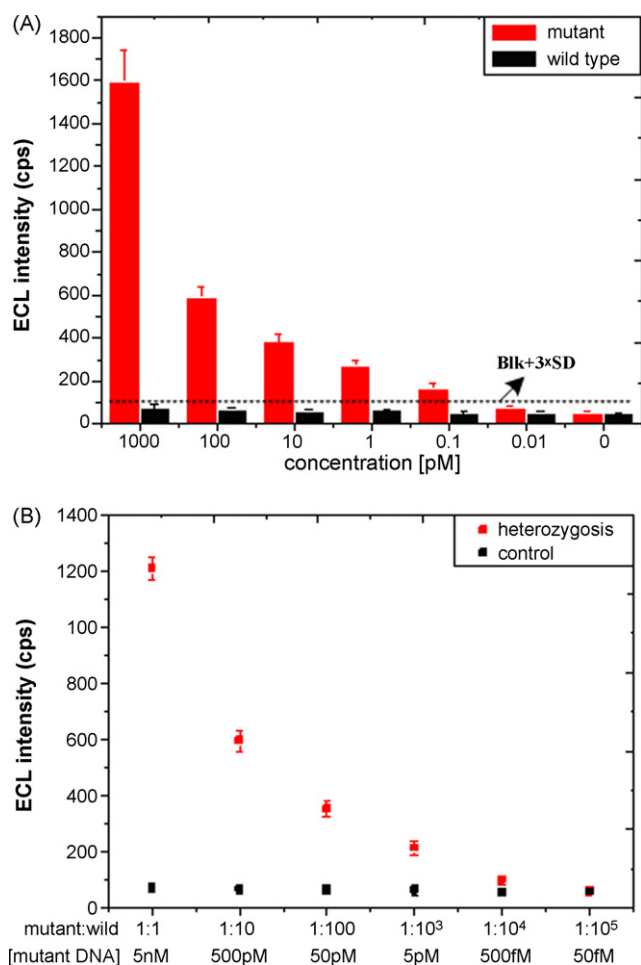 (A)
1800
1600
1400
1200
1000
800
600
400
200
0
ECL intensity (cps)
mutant
wild type
Blk+3xSD
1000 100 10 1 0.1 0.01 0
concentration [pM]
(B)
1400
1200
1000
800
600
400
200
0
ECL intensity (cps)
heterozygosis
control
mutant:wild 1:1 1:10 1:100 1:10³ 1:10⁴ 1:10⁵
[mutant DNA] 5nM 500pM 50pM 5pM 500fM 50fM